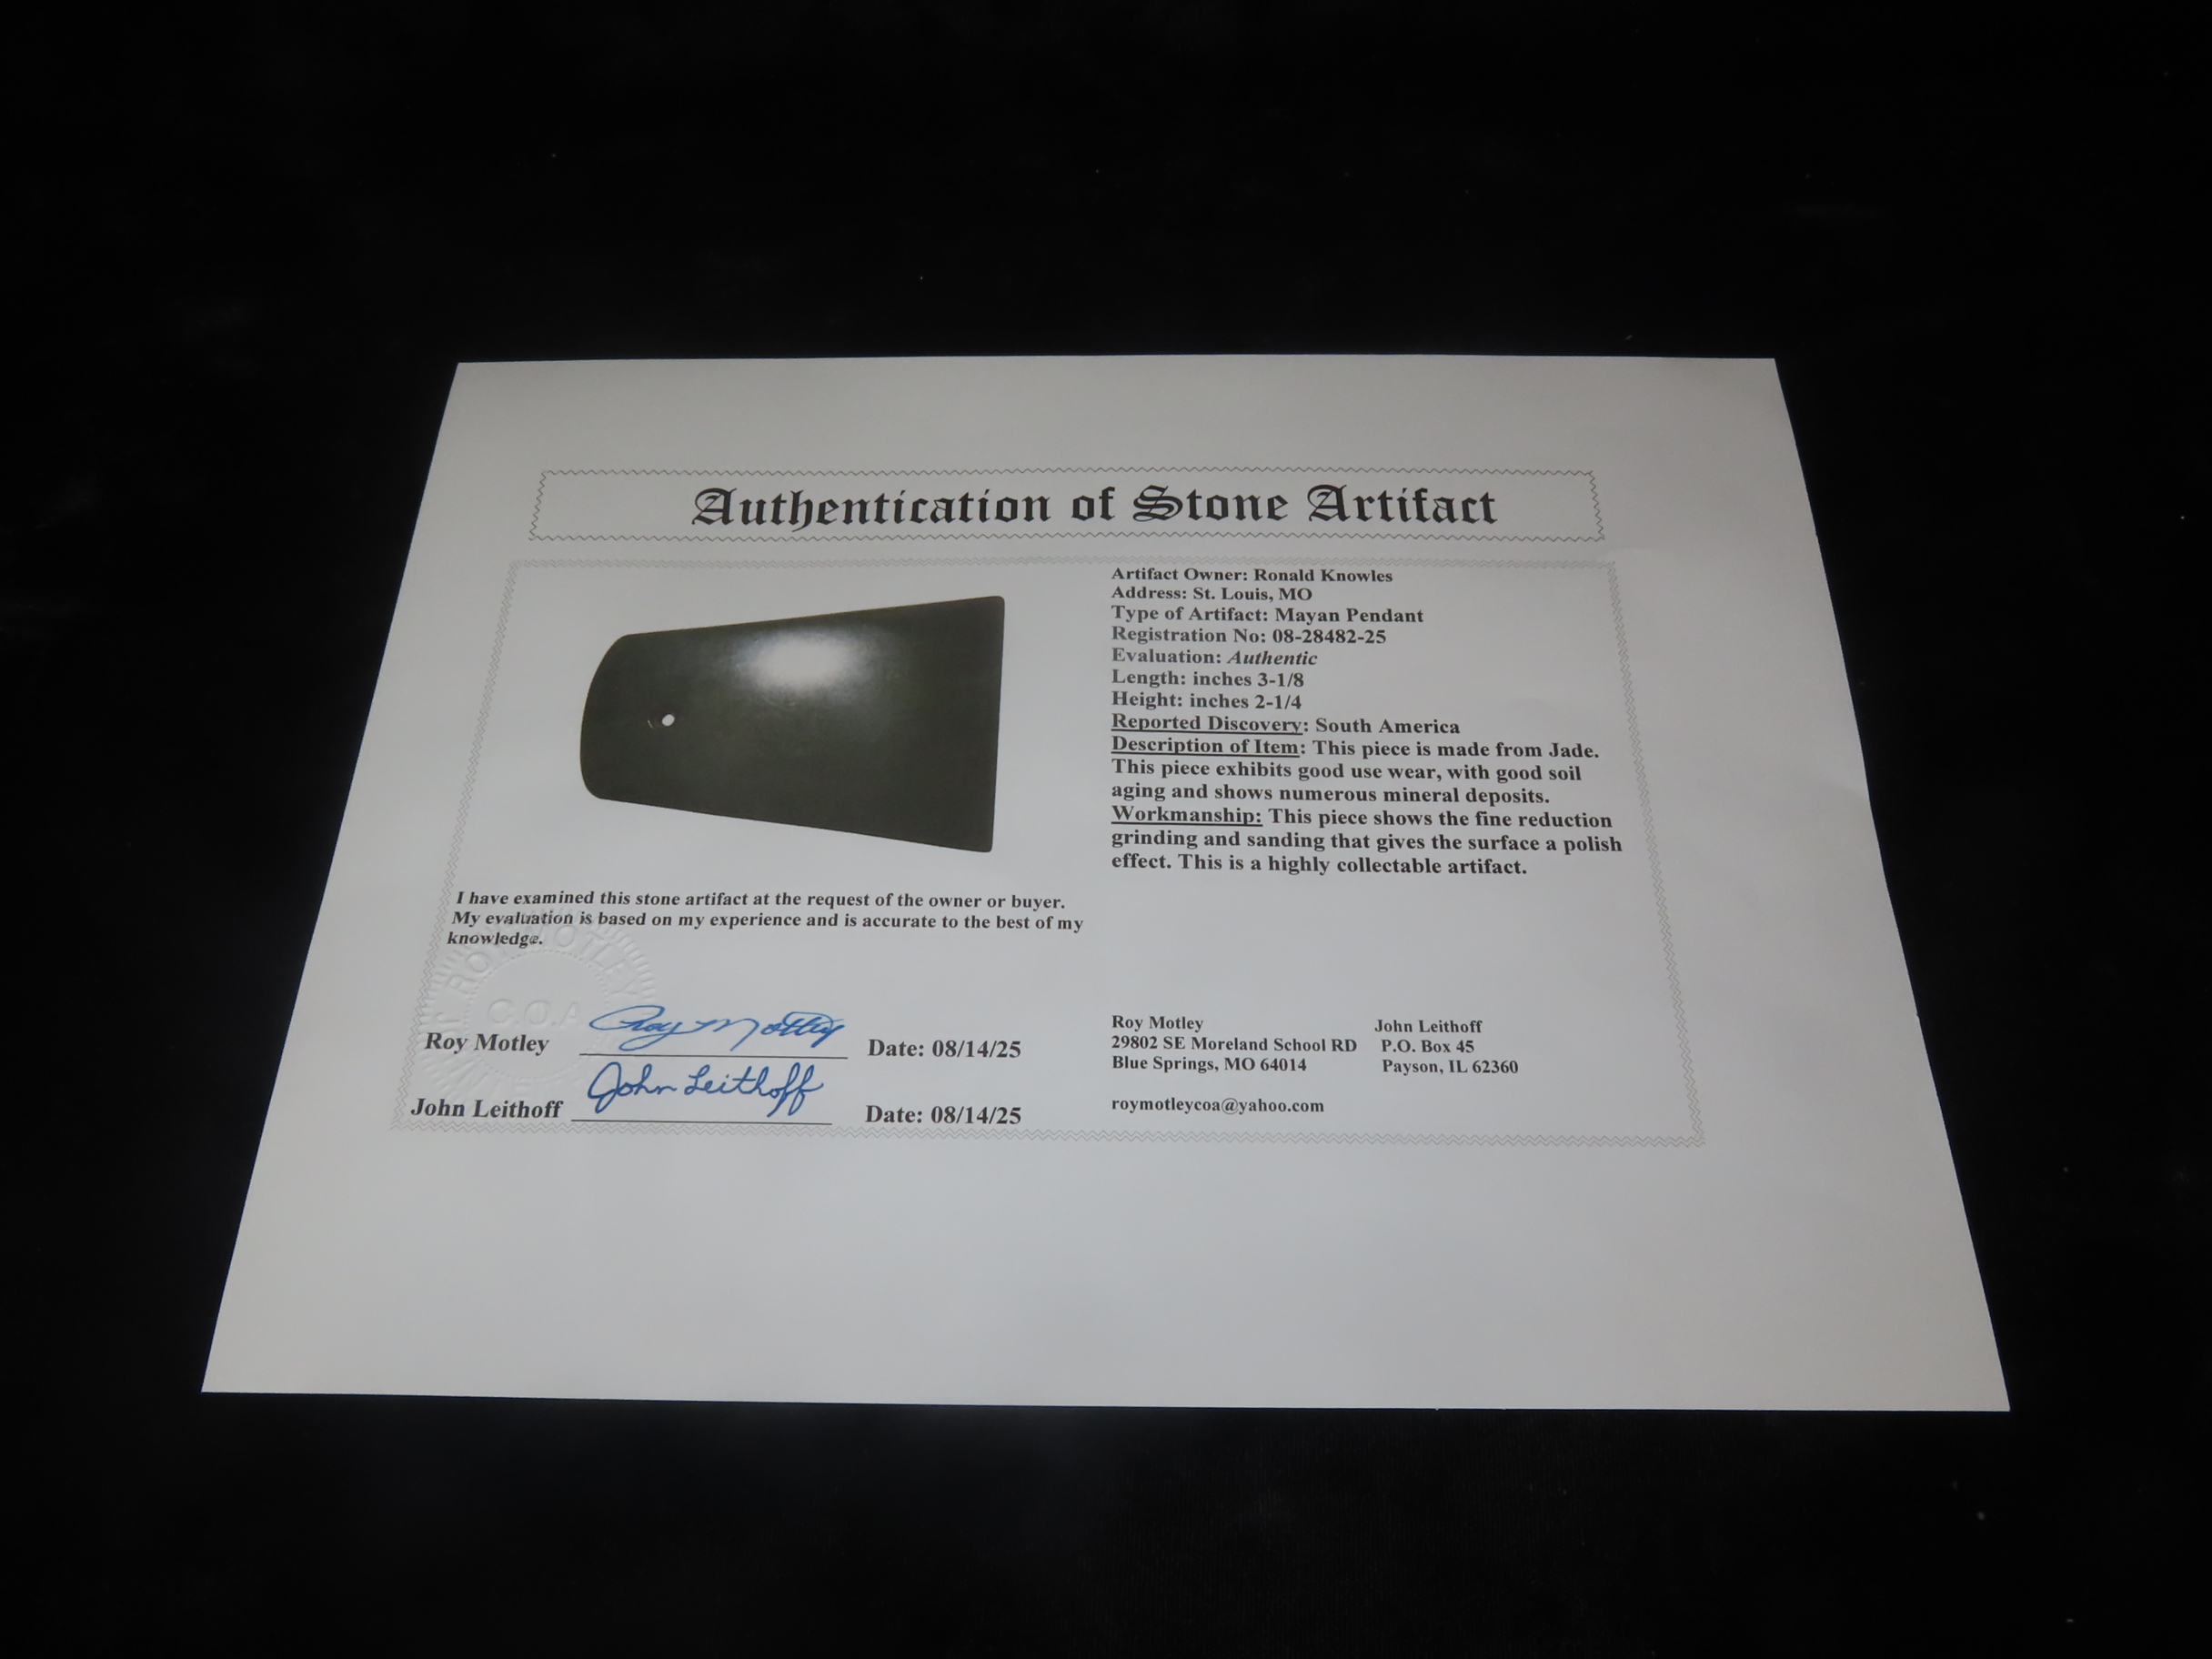 Authentication of Stone Artifact
Artifact Owner: Ronald Knowles
Address: St. Louis, MO
Type of Artifact: Mayan Pendant
Registration No: 08-28482-25
Evaluation: Authentic
Length: inches 3-1/8
Height: inches 2-1/4
Reported Discovery: South America
Description of Item: This piece is made from Jade.
This piece exhibits good use wear, with good soil
aging and shows numerous mineral deposits.
Workmanship: This piece shows the fine reduction
grinding and sanding that gives the surface a polish
effect. This is a highly collectable artifact.
I have examined this stone artifact at the request of the owner or buyer.
My evaluation is based on my experience and is accurate to the best of my
knowledge.
ROY MOTLEY
C.O.A
Roy Motley Roy Motley Date: 08/14/25
John Leithoff John Leithoff Date: 08/14/25
Roy Motley
29802 SE Moreland School RD
Blue Springs, MO 64014
roymotleycoa@yahoo.com
John Leithoff
P.O. Box 45
Payson, IL 62360